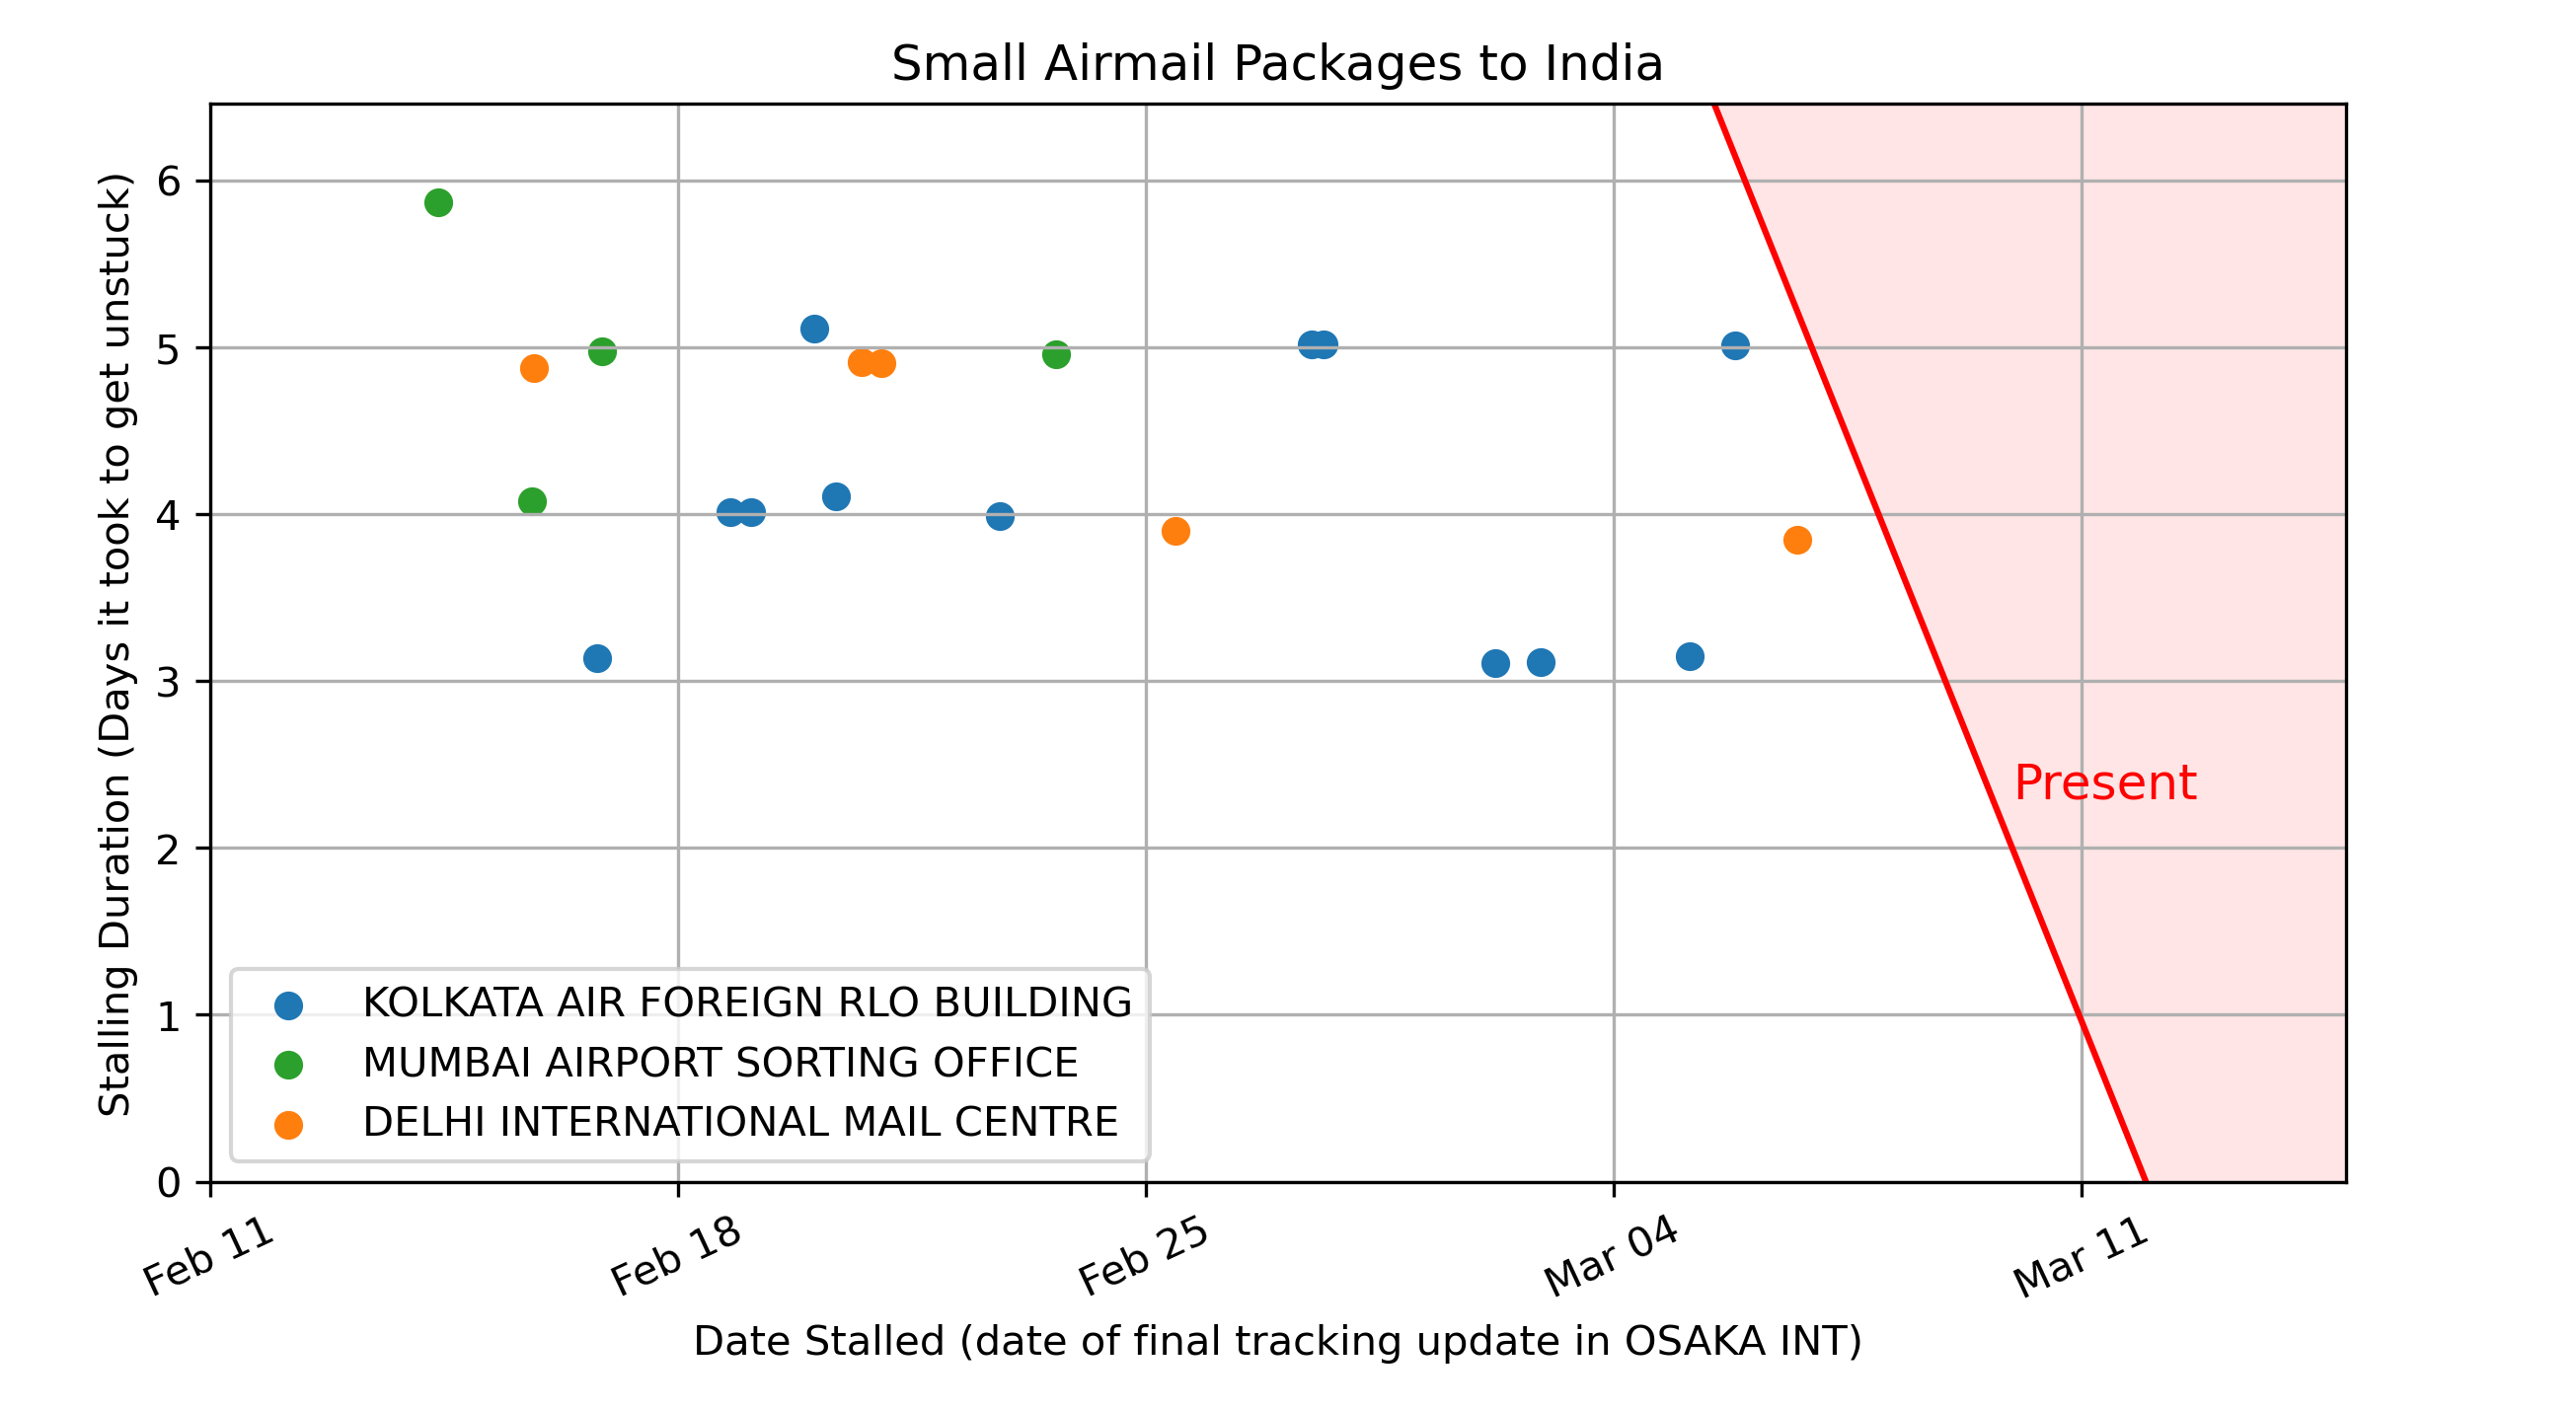 Small Airmail Packages to India
Stalling Duration (Days it took to get unstuck)
6
5
4
3
2
1
0
Present
KOLKATA AIR FOREIGN RLO BUILDING
MUMBAI AIRPORT SORTING OFFICE
DELHI INTERNATIONAL MAIL CENTRE
Feb 11
Feb 18
Feb 25
Mar 04
Mar 11
Date Stalled (date of final tracking update in OSAKA INT)